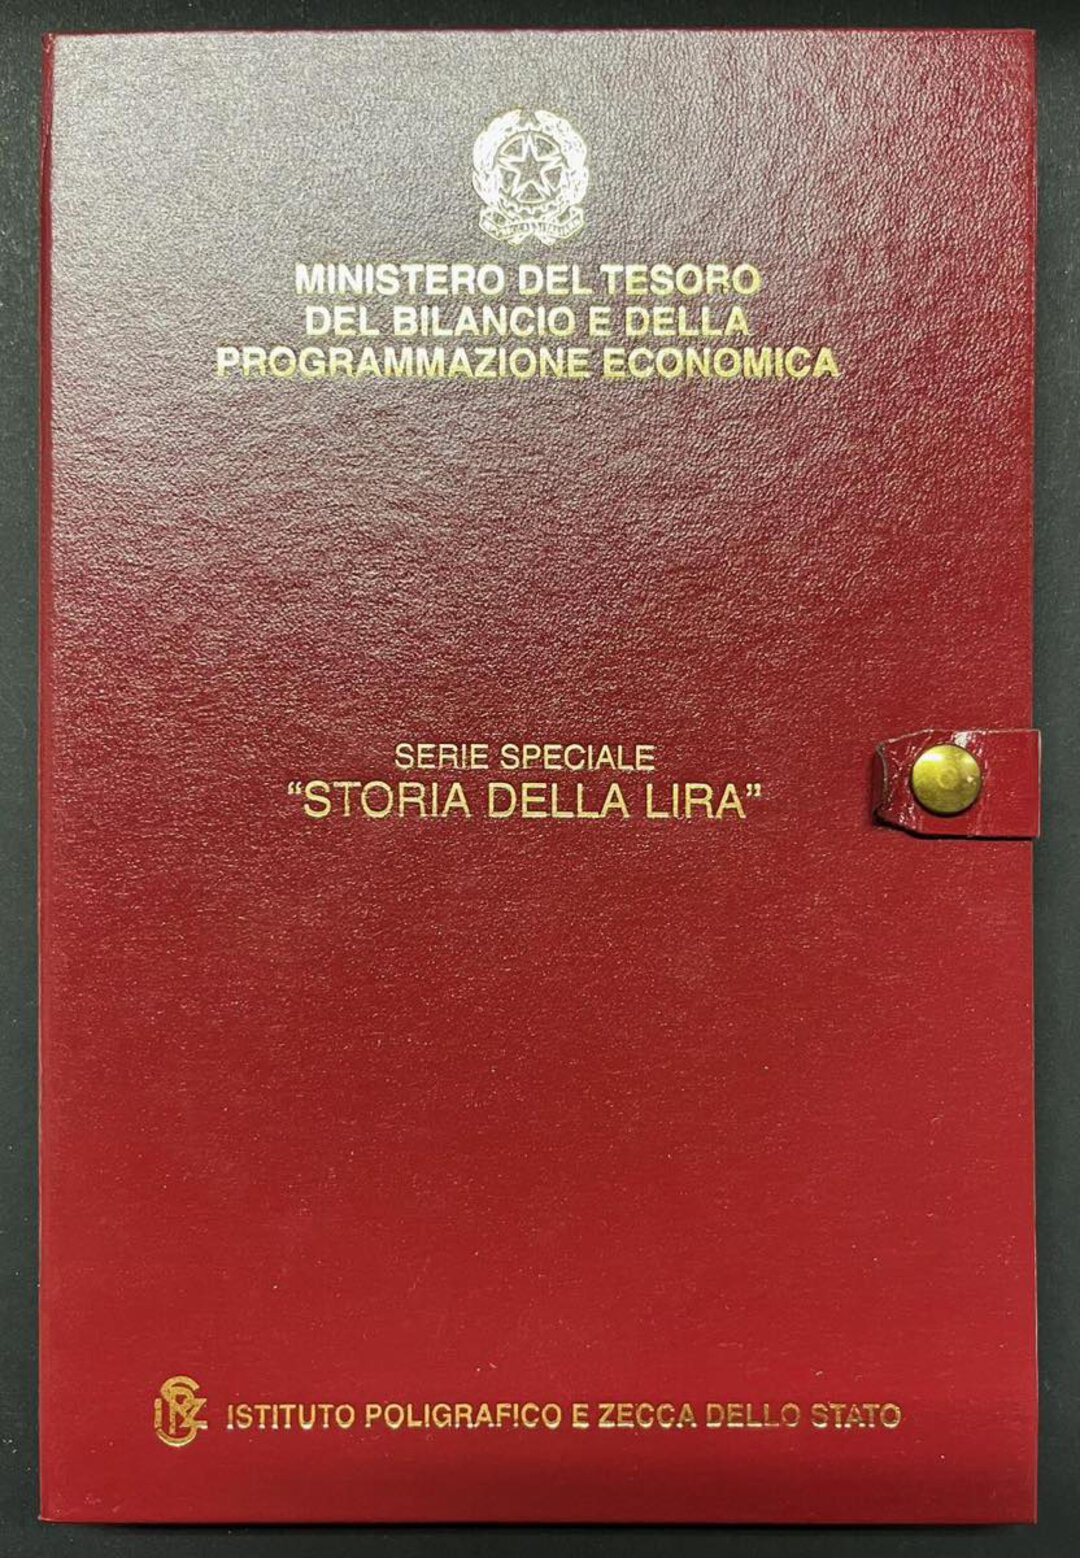 MINISTERO DEL TESORO
DEL BILANCIO E DELLA
PROGRAMMAZIONE ECONOMICA
SERIE SPECIALE
“STORIA DELLA LIRA”
ISTITUTO POLIGRAFICO E ZECCA DELLO STATO